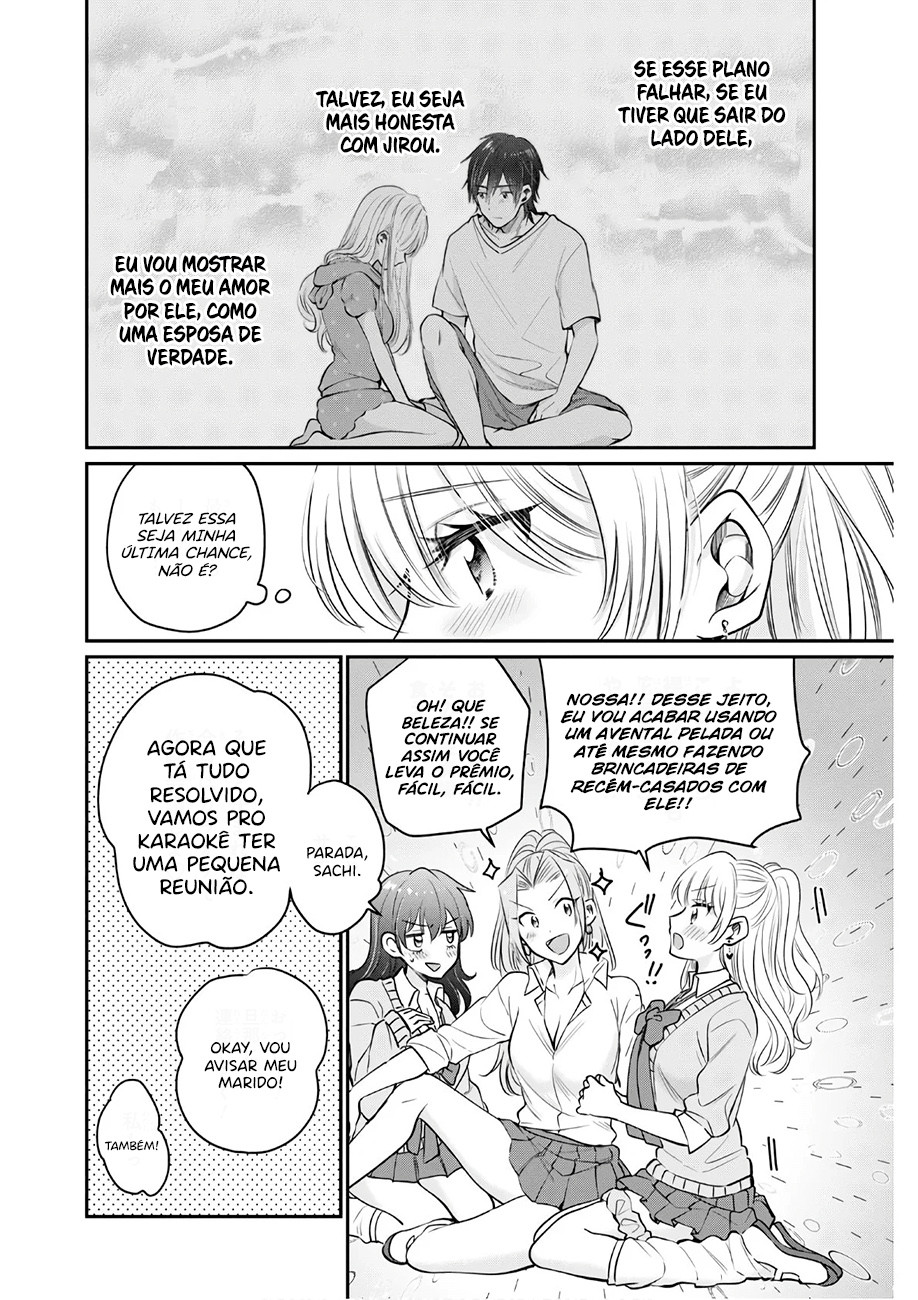 SE ESSE PLANO
FALHAR, SE EU
TIVER QUE SAIR DO
LADO DELE,
TALVEZ, EU SEJA
MAIS HONESTA
COM JIROU.
EU VOU MOSTRAR
MAIS O MEU AMOR
POR ELE, COMO
UMA ESPOSA DE
VERDADE.
TALVEZ ESSA
SEJA MINHA
ÚLTIMA CHANCE,
NÃO É?
NOSSA!! DESSE JEITO,
EU VOU ACABAR USANDO
UM AVENTAL PELADA OU
ATÉ MESMO FAZENDO
BRINCADEIRAS DE
RECÉM-CASADOS COM
ELE!!
OH! QUE
BELEZA!! SE
CONTINUAR
ASSIM VOCÊ
LEVA O PRÊMIO,
FÁCIL, FÁCIL.
PARADA,
SACHI.
AGORA QUE
TÁ TUDO
RESOLVIDO,
VAMOS PRO
KARAOKÊ TER
UMA PEQUENA
REUNIÃO.
OKAY, VOU
AVISAR MEU
MARIDO!
TAMBÉM!